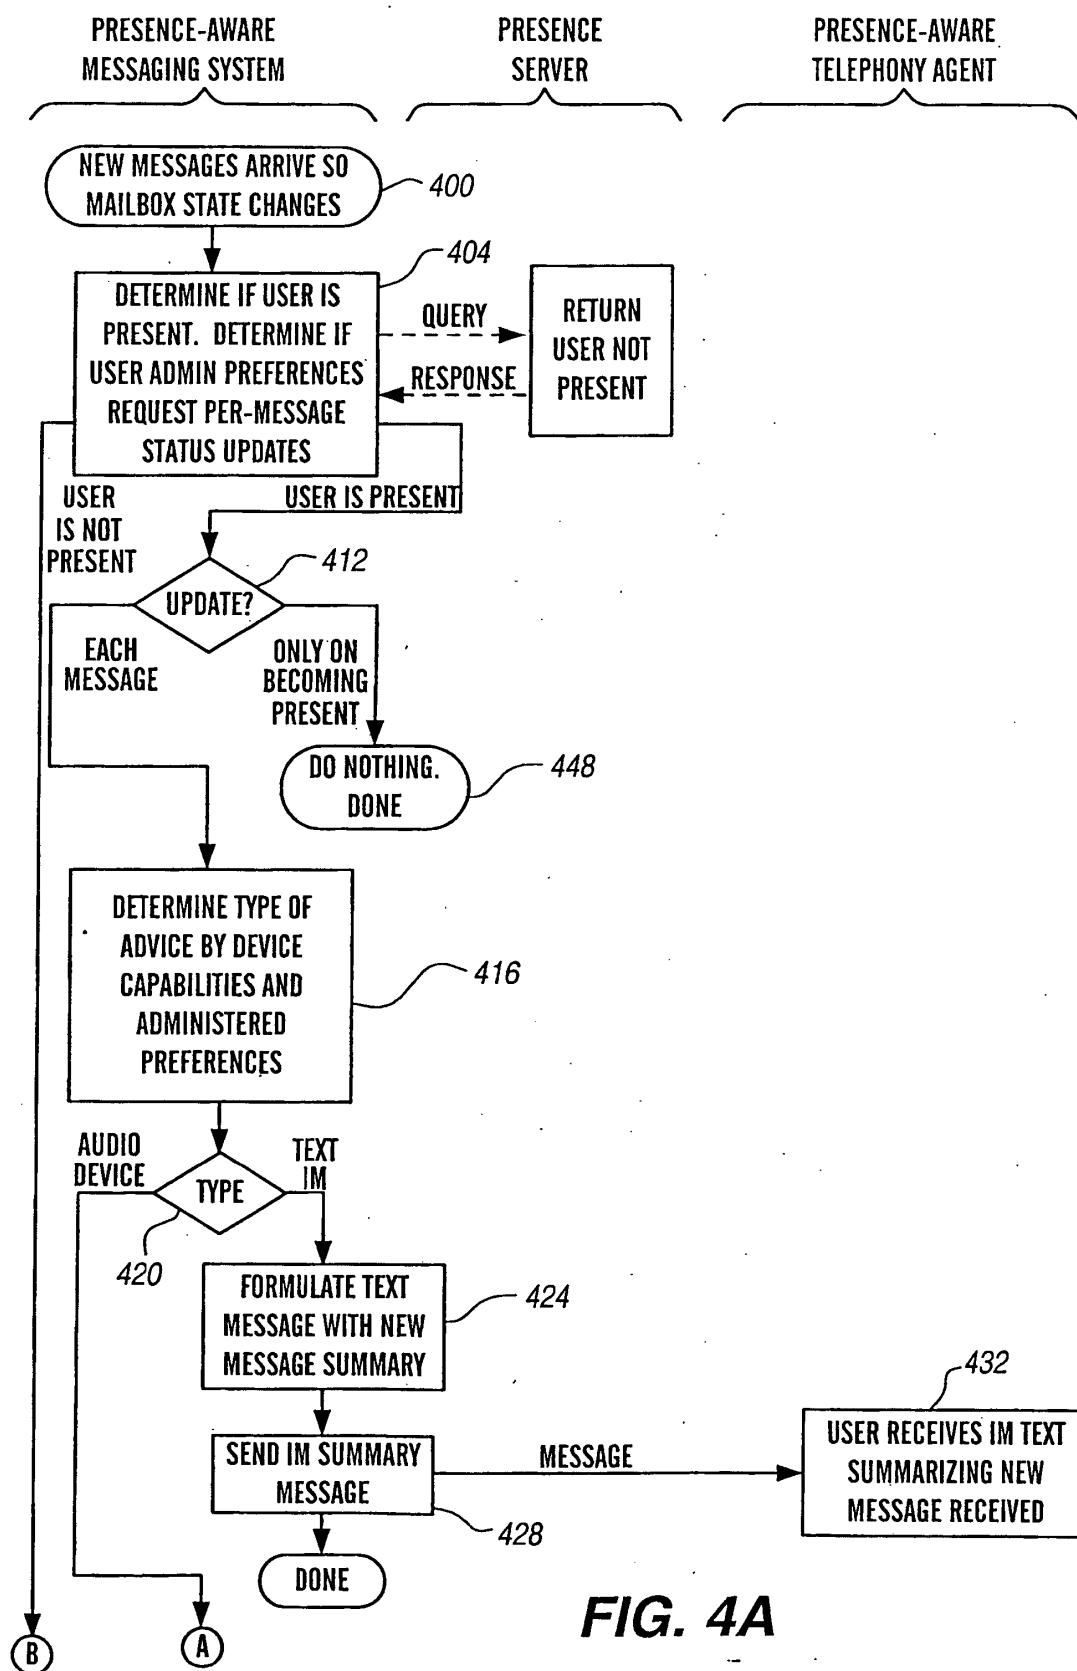 PRESENCE-AWARE
MESSAGING SYSTEM
PRESENCE
SERVER
PRESENCE-AWARE
TELEPHONY AGENT
NEW MESSAGES ARRIVE SO
MAILBOX STATE CHANGES
400
404
DETERMINE IF USER IS
PRESENT. DETERMINE IF
USER ADMIN PREFERENCES
REQUEST PER-MESSAGE
STATUS UPDATES
QUERY
RESPONSE
RETURN
USER NOT
PRESENT
USER
IS NOT
PRESENT
USER IS PRESENT
412
UPDATE?
EACH
MESSAGE
ONLY ON
BECOMING
PRESENT
DO NOTHING.
DONE
448
DETERMINE TYPE OF
ADVICE BY DEVICE
CAPABILITIES AND
ADMINISTERED
PREFERENCES
416
AUDIO
DEVICE
TYPE
TEXT
IM
420
FORMULATE TEXT
MESSAGE WITH NEW
MESSAGE SUMMARY
424
SEND IM SUMMARY
MESSAGE
428
MESSAGE
432
USER RECEIVES IM TEXT
SUMMARIZING NEW
MESSAGE RECEIVED
DONE
B
A
FIG. 4A